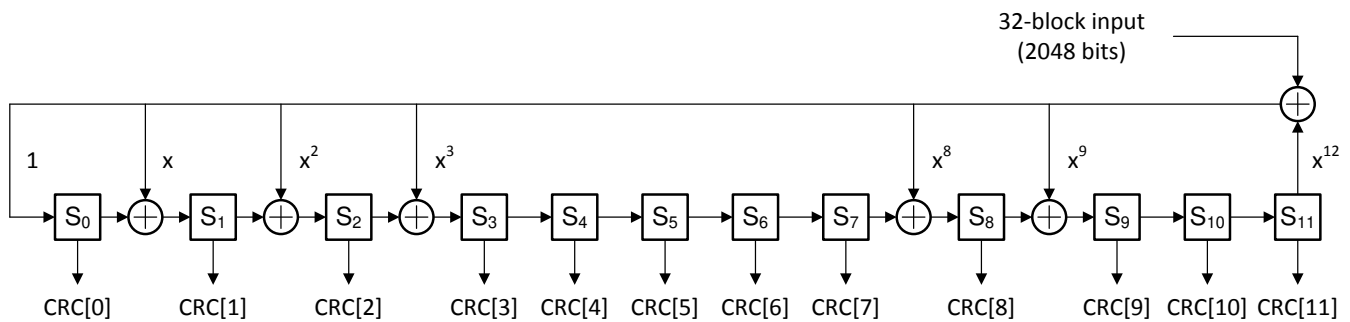 32-block input
(2048 bits)
1 x x² x³ x⁸ x⁹ x¹²
S₀ S₁ S₂ S₃ S₄ S₅ S₆ S₇ S₈ S₉ S₁₀ S₁₁
CRC[0] CRC[1] CRC[2] CRC[3] CRC[4] CRC[5] CRC[6] CRC[7] CRC[8] CRC[9] CRC[10] CRC[11]